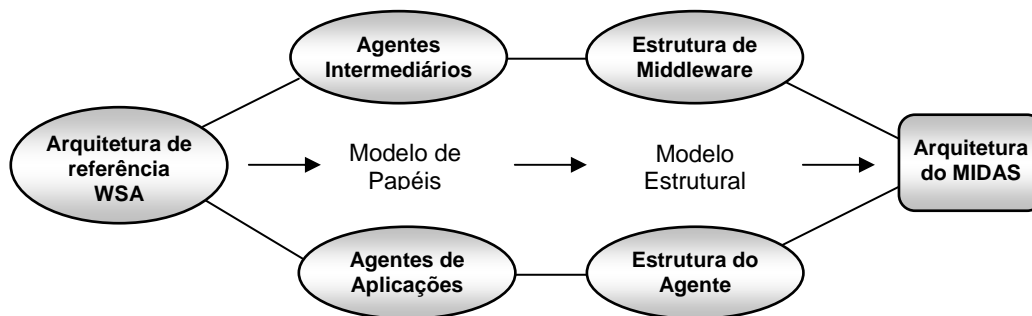 Agentes
Intermediários
Estrutura de
Middleware
Arquitetura de
referência
WSA
Modelo de
Papéis
Modelo
Estrutural
Arquitetura
do MIDAS
Agentes de
Aplicações
Estrutura do
Agente